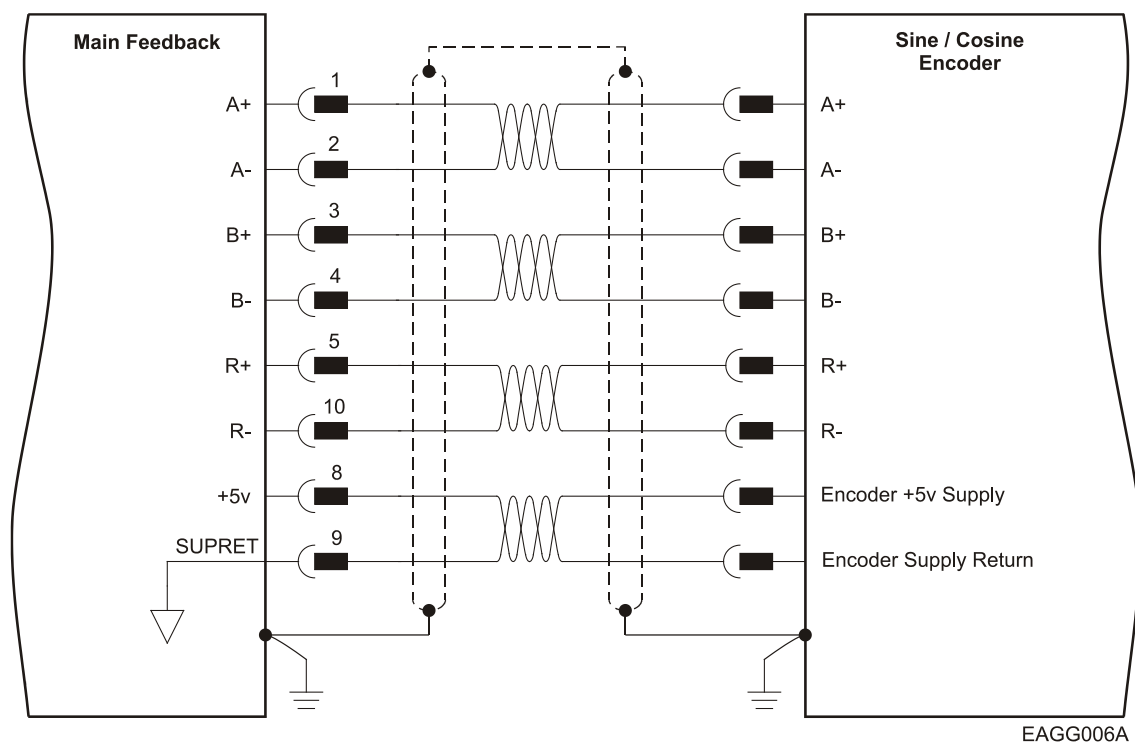 Main Feedback
Sine / Cosine
Encoder
A+ 1 A+
A- 2 A-
B+ 3 B+
B- 4 B-
R+ 5 R+
R- 10 R-
+5v 8 Encoder +5v Supply
SUPRET 9 Encoder Supply Return
EAGG006A